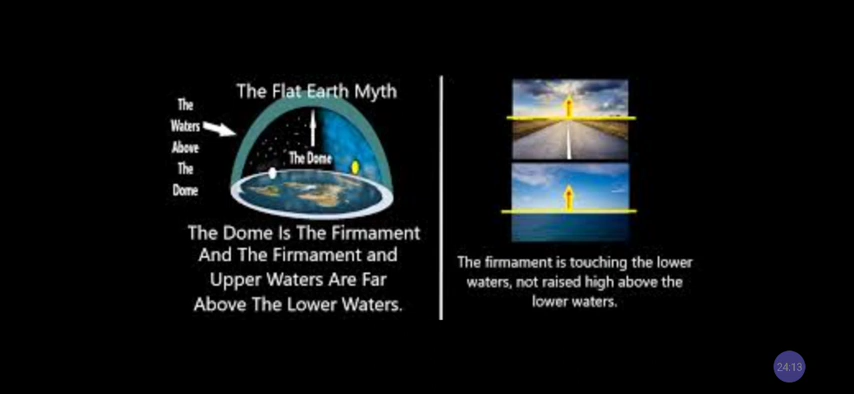 The Flat Earth Myth
The
Waters
Above
The
Dome
The Dome
The Dome Is The Firmament
And The Firmament and
Upper Waters Are Far
Above The Lower Waters.
The firmament is touching the lower
waters, not raised high above the
lower waters.
24:13